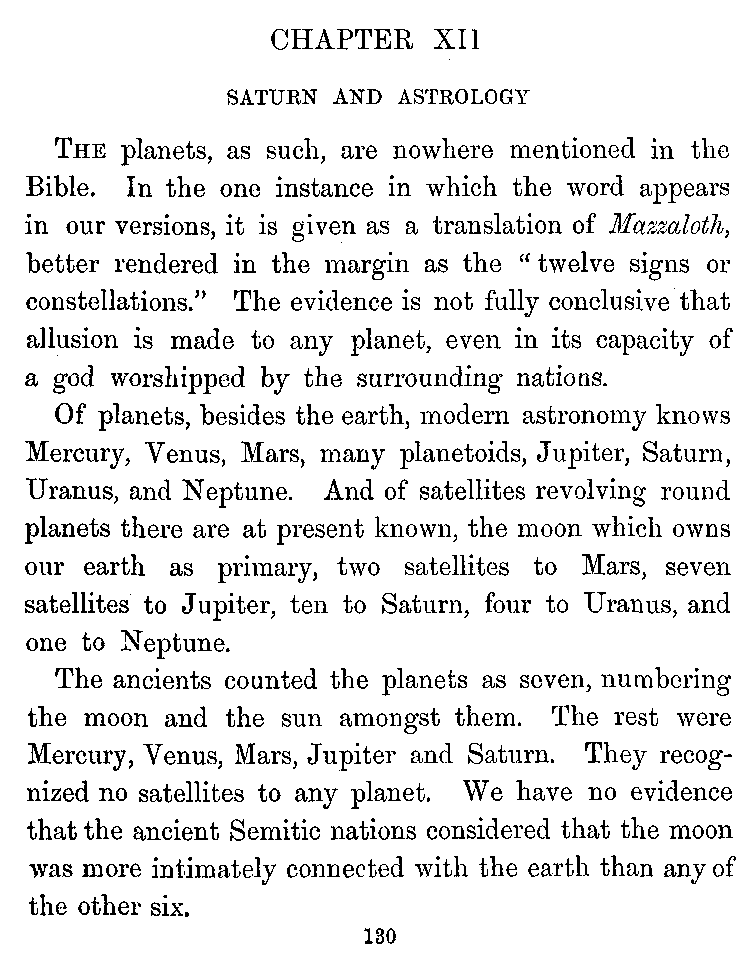 CHAPTER XII
SATURN AND ASTROLOGY
THE planets, as such, are nowhere mentioned in the
Bible. In the one instance in which the word appears
in our versions, it is given as a translation of Mazzaloth,
better rendered in the margin as the “twelve signs or
constellations.” The evidence is not fully conclusive that
allusion is made to any planet, even in its capacity of
a god worshipped by the surrounding nations.
Of planets, besides the earth, modern astronomy knows
Mercury, Venus, Mars, many planetoids, Jupiter, Saturn,
Uranus, and Neptune. And of satellites revolving round
planets there are at present known, the moon which owns
our earth as primary, two satellites to Mars, seven
satellites to Jupiter, ten to Saturn, four to Uranus, and
one to Neptune.
The ancients counted the planets as seven, numbering
the moon and the sun amongst them. The rest were
Mercury, Venus, Mars, Jupiter and Saturn. They recog-
nized no satellites to any planet. We have no evidence
that the ancient Semitic nations considered that the moon
was more intimately connected with the earth than any of
the other six.
130